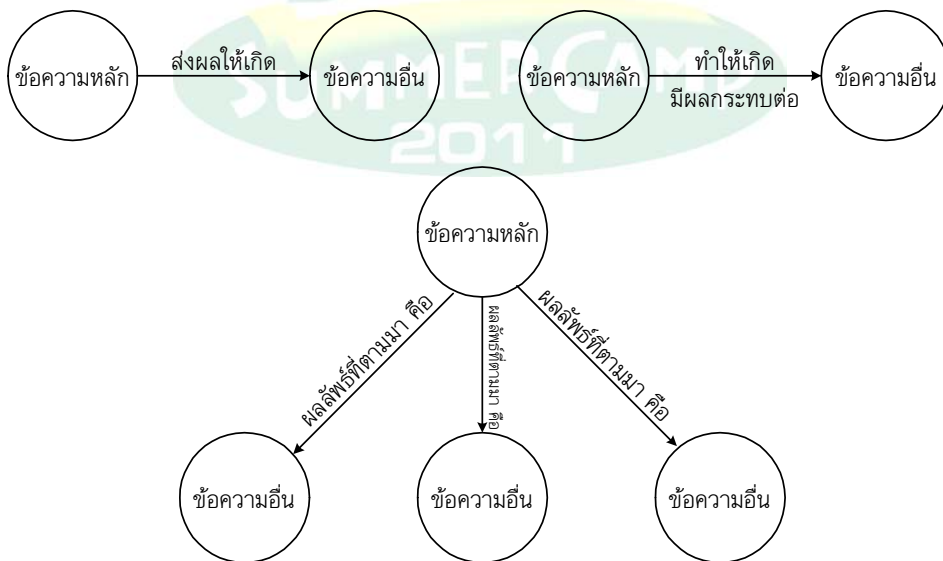 SUMMER CAMP
2011
ข้อความหลัก
ส่งผลให้เกิด
ข้อความอื่น
ข้อความหลัก
ทำให้เกิด
มีผลกระทบต่อ
ข้อความอื่น
ข้อความหลัก
ผลลัพธ์ที่ตามมา คือ
ผลลัพธ์ที่ตามมา คือ
ผลลัพธ์ที่ตามมา คือ
ข้อความอื่น
ข้อความอื่น
ข้อความอื่น